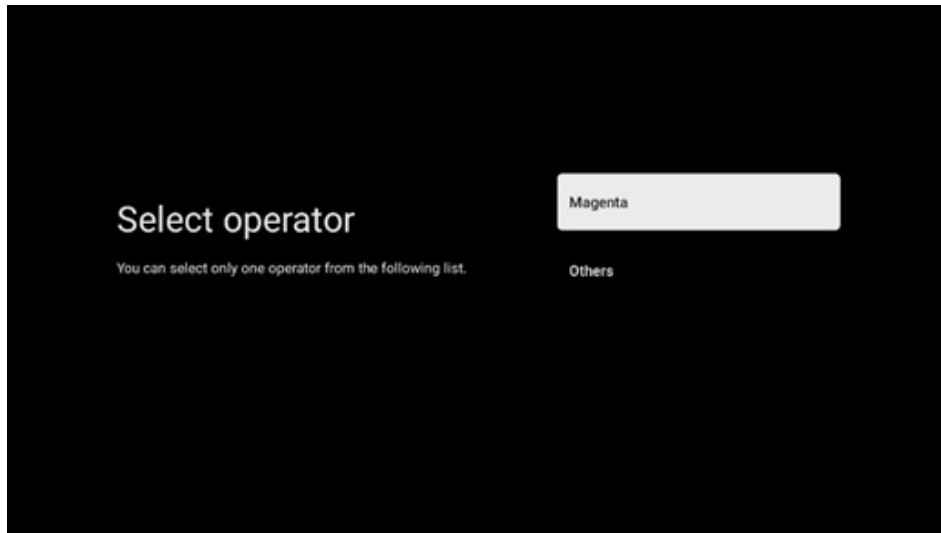 Select operator
You can select only one operator from the following list.
Magenta
Others